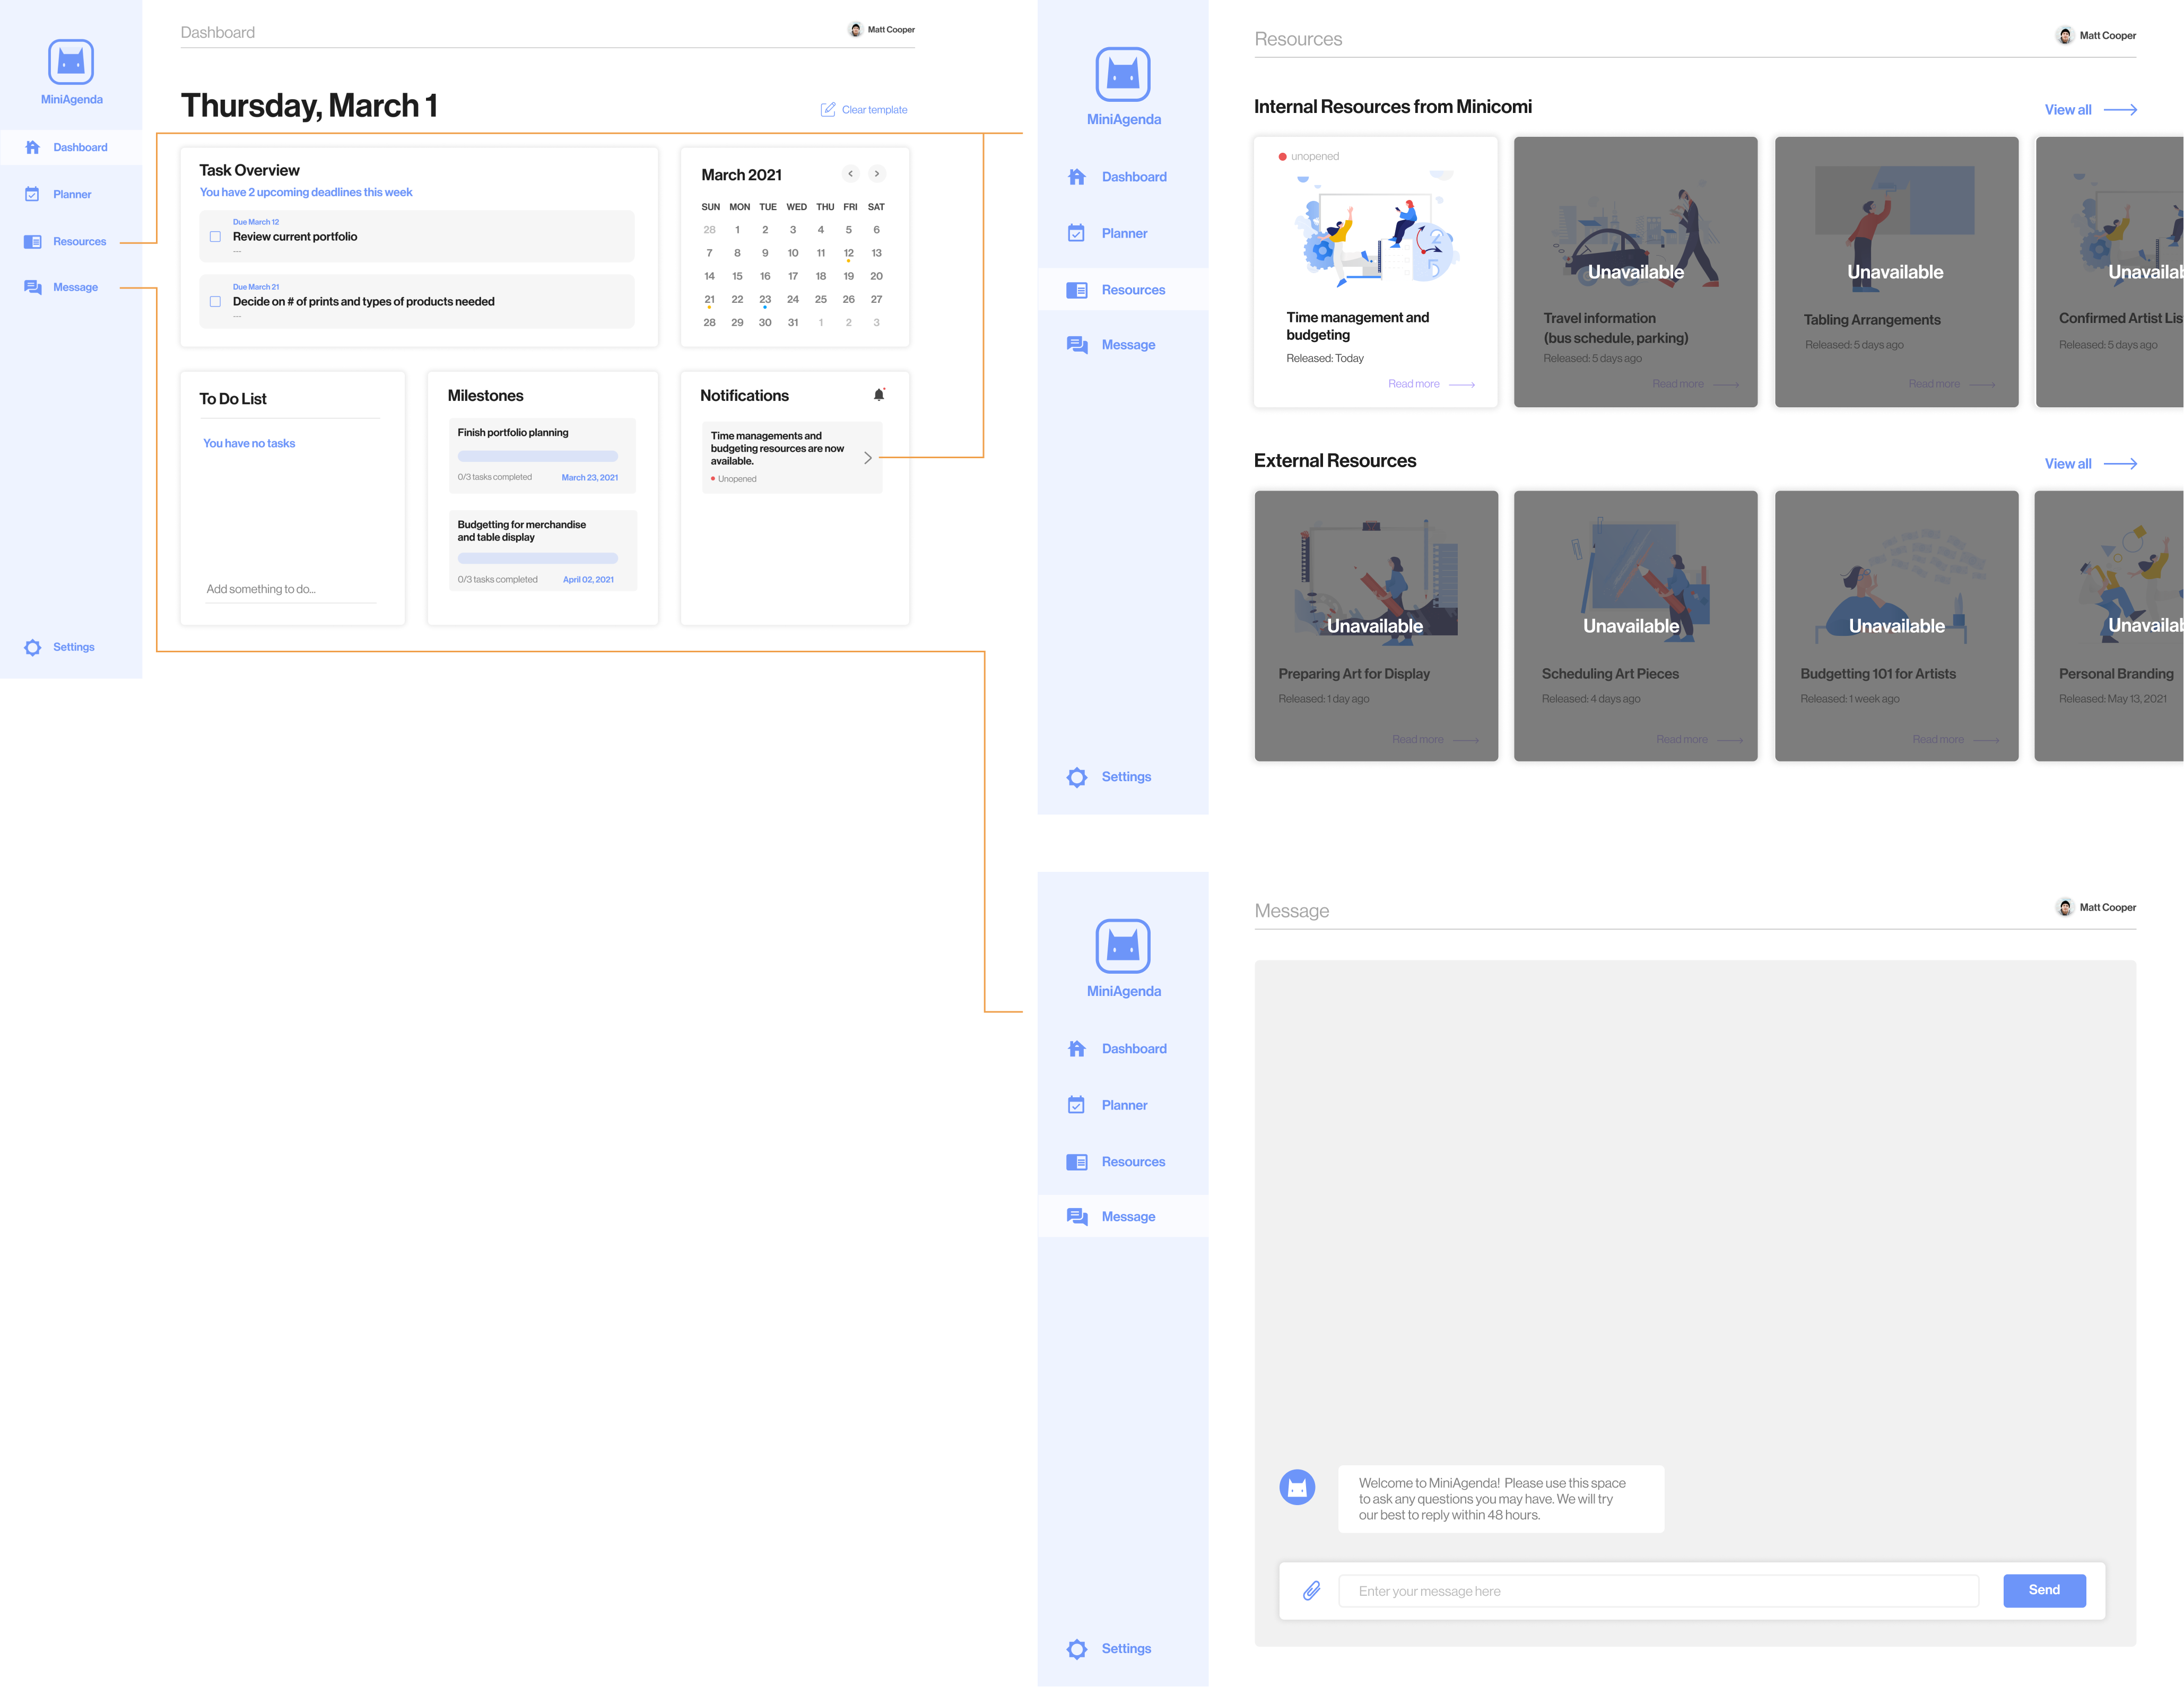 MiniAgenda
Dashboard
Planner
Resources
Message
Settings
Dashboard
Matt Cooper
Thursday, March 1
Clear template
Task Overview
You have 2 upcoming deadlines this week
Due March 12
Review current portfolio
Due March 21
Decide on # of prints and types of products needed
March 2021
SUN MON TUE WED THU FRI SAT
28 1 2 3 4 5 6
7 8 9 10 11 12 13
14 15 16 17 18 19 20
21 22 23 24 25 26 27
28 29 30 31 1 2 3
To Do List
You have no tasks
Add something to do...
Milestones
Finish portfolio planning
0/3 tasks completed March 23, 2021
Budgetting for merchandise
and table display
0/3 tasks completed April 02, 2021
Notifications
Time managements and
budgeting resources are now
available.
Unopened
MiniAgenda
Dashboard
Planner
Resources
Message
Settings
Resources
Matt Cooper
Internal Resources from Minicomi
View all
unopened
2
5
Time management and
budgeting
Released: Today
Read more
Unavailable
Travel information
(bus schedule, parking)
Released: 5 days ago
Read more
Unavailable
Tabling Arrangements
Released: 5 days ago
Read more
Unavailab
Confirmed Artist Lis
Released: 5 days ago
External Resources
View all
Unavailable
Preparing Art for Display
Released: 1 day ago
Read more
Unavailable
Scheduling Art Pieces
Released: 4 days ago
Read more
Unavailable
Budgetting 101 for Artists
Released: 1 week ago
Read more
Unavailab
Personal Branding
Released: May 13, 2021
MiniAgenda
Dashboard
Planner
Resources
Message
Settings
Message
Matt Cooper
Welcome to MiniAgenda! Please use this space
to ask any questions you may have. We will try
our best to reply within 48 hours.
Enter your message here
Send